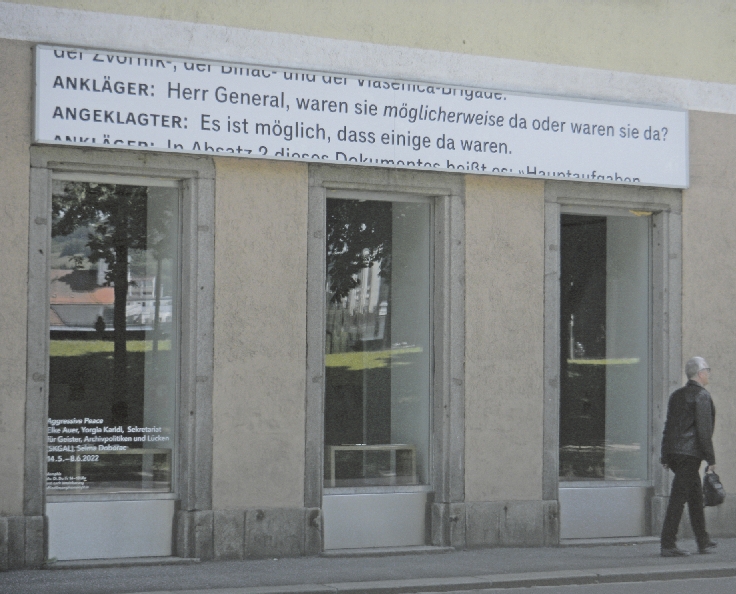 der Zvornik-, der Bihać- und der Vlasenica-Brigade.
ANKLÄGER: Herr General, waren sie möglicherweise da oder waren sie da?
ANGEKLAGTER: Es ist möglich, dass einige da waren.
ANKLÄGER: In Absatz 2 dieses Dokumentes heißt es: »Hauptaufgaben
Aggressive Peace
Elke Auer, Yorgia Karidi, Sekretariat
für Geister, Archivpolitiken und Lücken
(SKGAL), Selma Doborac
14.5.–8.6.2022